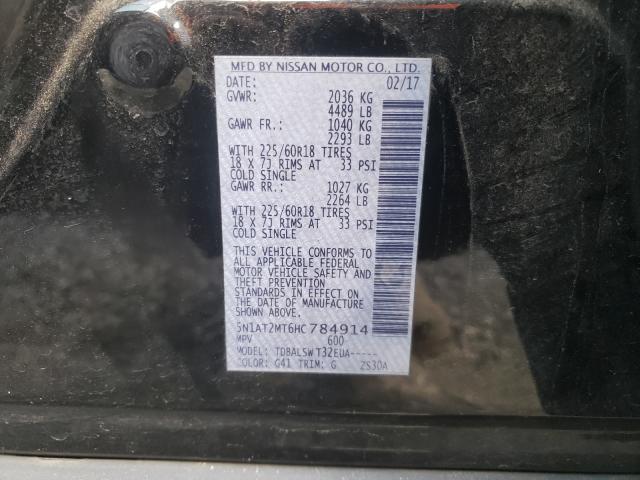 MFD BY NISSAN MOTOR CO., LTD.
DATE: 02/17
GVWR: 2036 KG
4489 LB
GAWR FR.: 1040 KG
2293 LB
WITH 225/60R18 TIRES
18 X 7J RIMS AT 33 PSI
COLD SINGLE
GAWR RR.: 1027 KG
2264 LB
WITH 225/60R18 TIRES
18 X 7J RIMS AT 33 PSI
COLD SINGLE
THIS VEHICLE CONFORMS TO
ALL APPLICABLE FEDERAL
MOTOR VEHICLE SAFETY AND
THEFT PREVENTION
STANDARDS IN EFFECT ON
THE DATE OF MANUFACTURE
SHOWN ABOVE.
5N1AT2MT6HC784914
MPV 600
MODEL: TDBALSW T32EUA-----
COLOR: G41 TRIM: G 2S30A